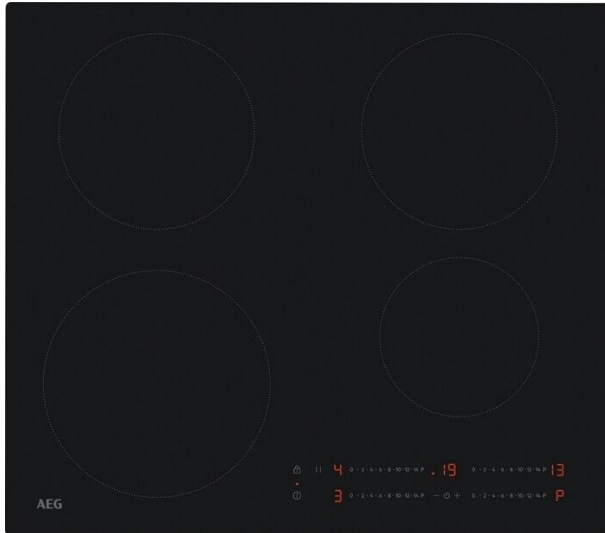 4 0 - 2 - 4 - 6 - 8 - 10 - 12 - 14 P .19 0 - 2 - 4 - 6 - 8 - 10 - 12 - 14 P 13
3 0 - 2 - 4 - 6 - 8 - 10 - 12 - 14 P − + 0 - 2 - 4 - 6 - 8 - 10 - 12 - 14 P P
AEG